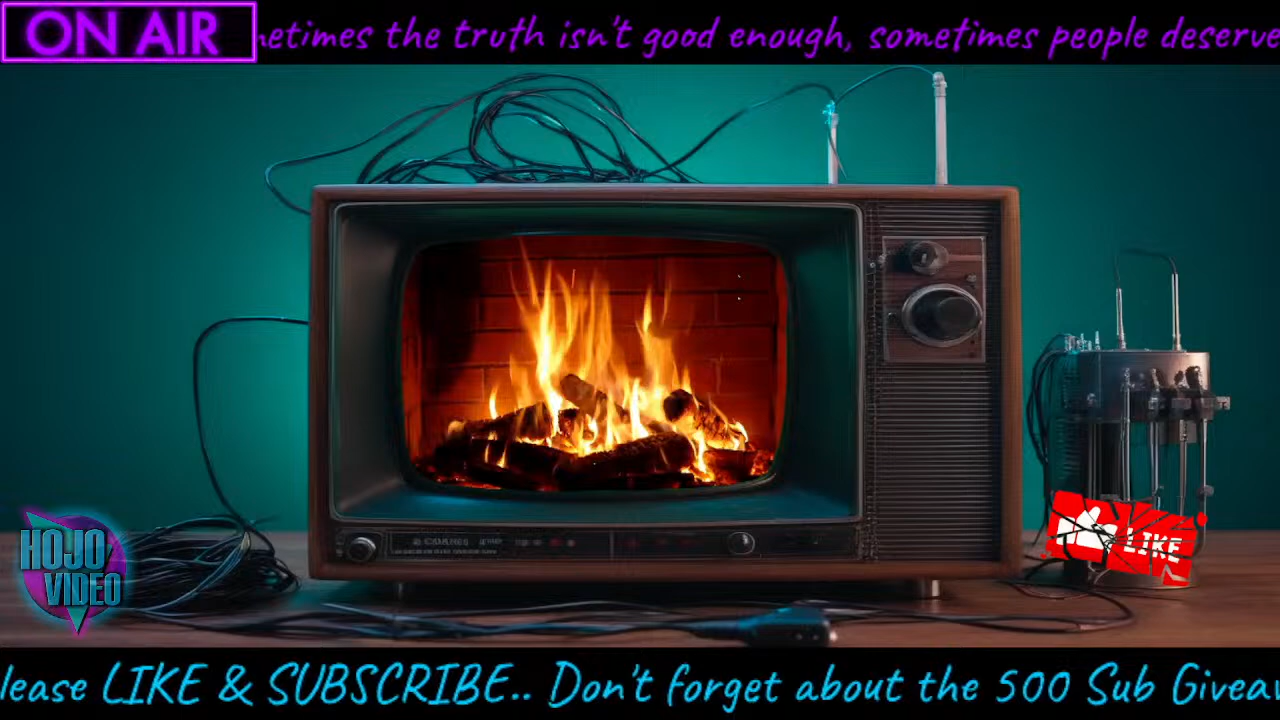 ON AIR
etimes the truth isn't good enough, sometimes people deserve
HOJO
VIDEO
LIKE
lease LIKE & SUBSCRIBE.. Don't forget about the 500 Sub Givea